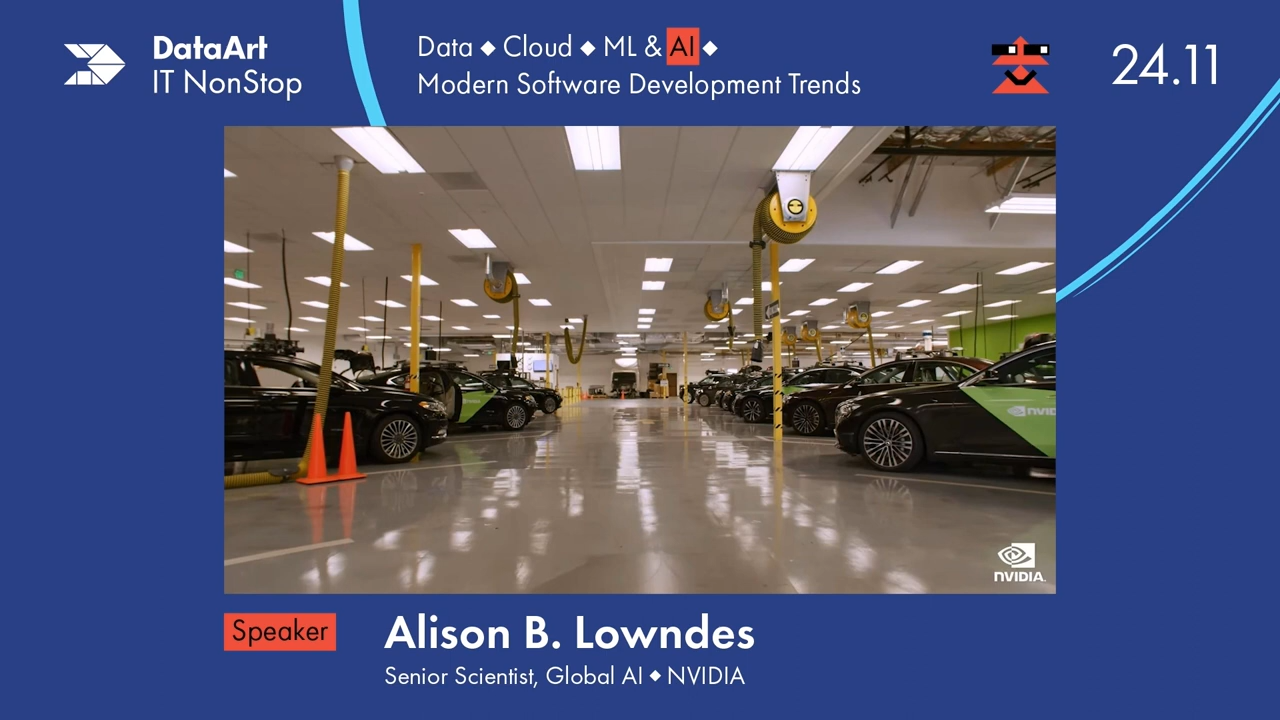 DataArt
IT NonStop
Data ◆ Cloud ◆ ML & AI ◆
Modern Software Development Trends
24.11
NVIDIA.
Speaker
Alison B. Lowndes
Senior Scientist, Global AI ◆ NVIDIA